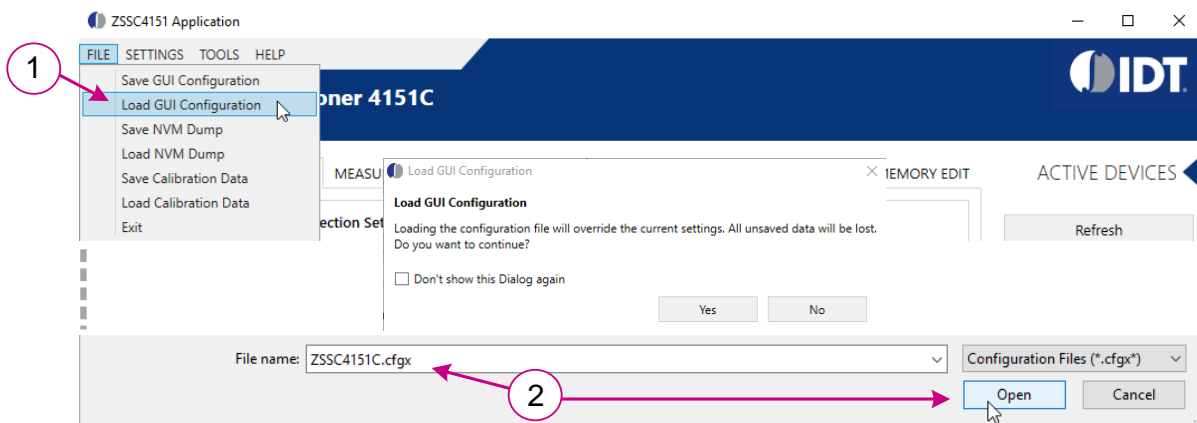 ZSSC4151 Application
FILE SETTINGS TOOLS HELP
1
Save GUI Configuration
Load GUI Configuration
Save NVM Dump
Load NVM Dump
Save Calibration Data
Load Calibration Data
Exit
oner 4151C
IDT.
MEASU
EMORY EDIT
ACTIVE DEVICES
ection Set
Refresh
Load GUI Configuration
Load GUI Configuration
Loading the configuration file will override the current settings. All unsaved data will be lost.
Do you want to continue?
Don't show this Dialog again
Yes No
File name: ZSSC4151C.cfgx
Configuration Files (*.cfgx*)
2
Open Cancel